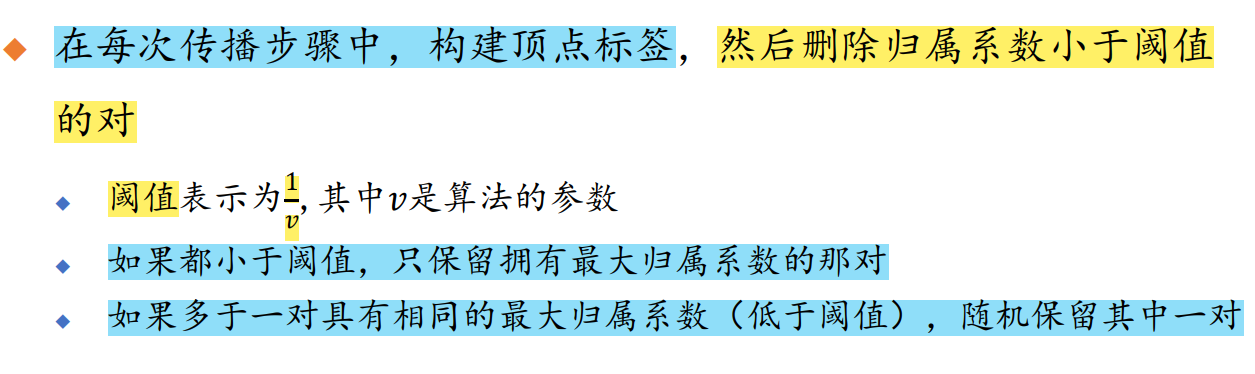 在每次传播步骤中，构建顶点标签，然后删除归属系数小于阈值
的对
阈值表示为1/v, 其中v是算法的参数
如果都小于阈值，只保留拥有最大归属系数的那对
如果多于一对具有相同的最大归属系数（低于阈值），随机保留其中一对